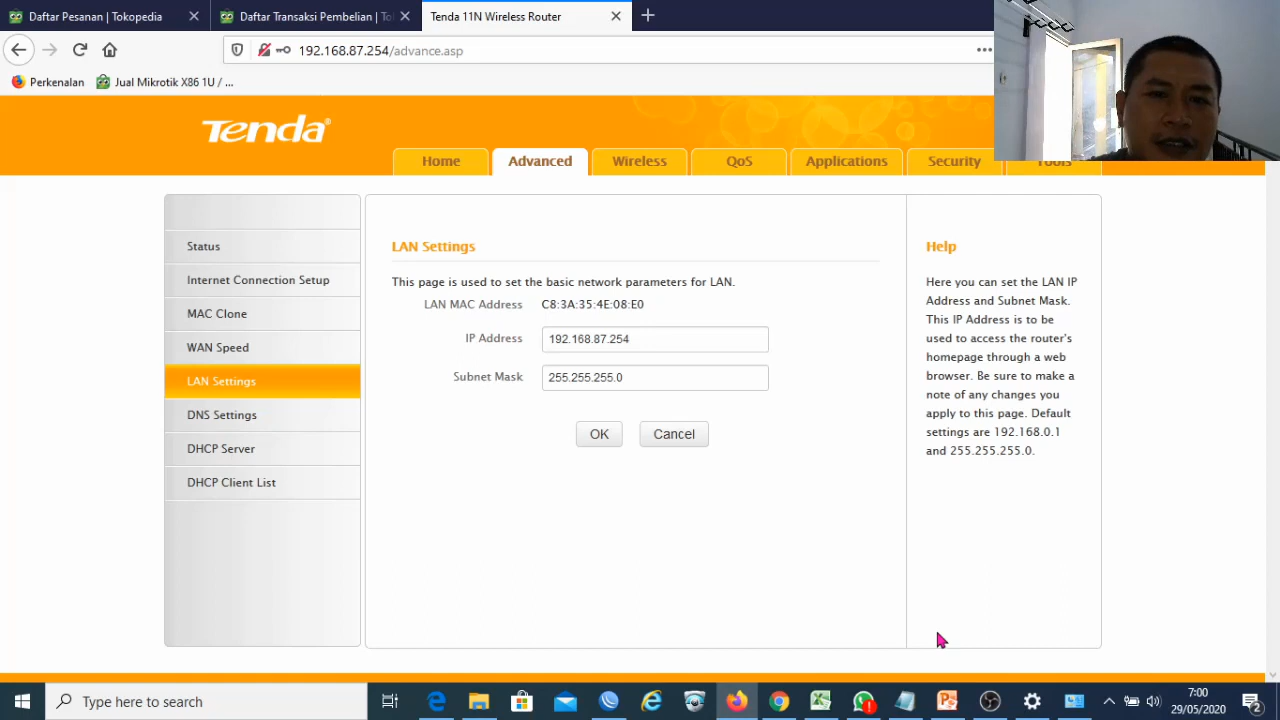 Daftar Pesanan | Tokopedia
Daftar Transaksi Pembelian | Tok
Tenda 11N Wireless Router
192.168.87.254/advance.asp
Perkenalan
Jual Mikrotik X86 1U / ...
Tenda®
Home
Advanced
Wireless
QoS
Applications
Security
Tools
Status
Internet Connection Setup
MAC Clone
WAN Speed
LAN Settings
DNS Settings
DHCP Server
DHCP Client List
LAN Settings
This page is used to set the basic network parameters for LAN.
LAN MAC Address C8:3A:35:4E:08:E0
IP Address 192.168.87.254
Subnet Mask 255.255.255.0
OK Cancel
Help
Here you can set the LAN IP
Address and Subnet Mask.
This IP Address is to be
used to access the router's
homepage through a web
browser. Be sure to make a
note of any changes you
apply to this page. Default
settings are 192.168.0.1
and 255.255.255.0.
Type here to search
7:00
29/05/2020
2